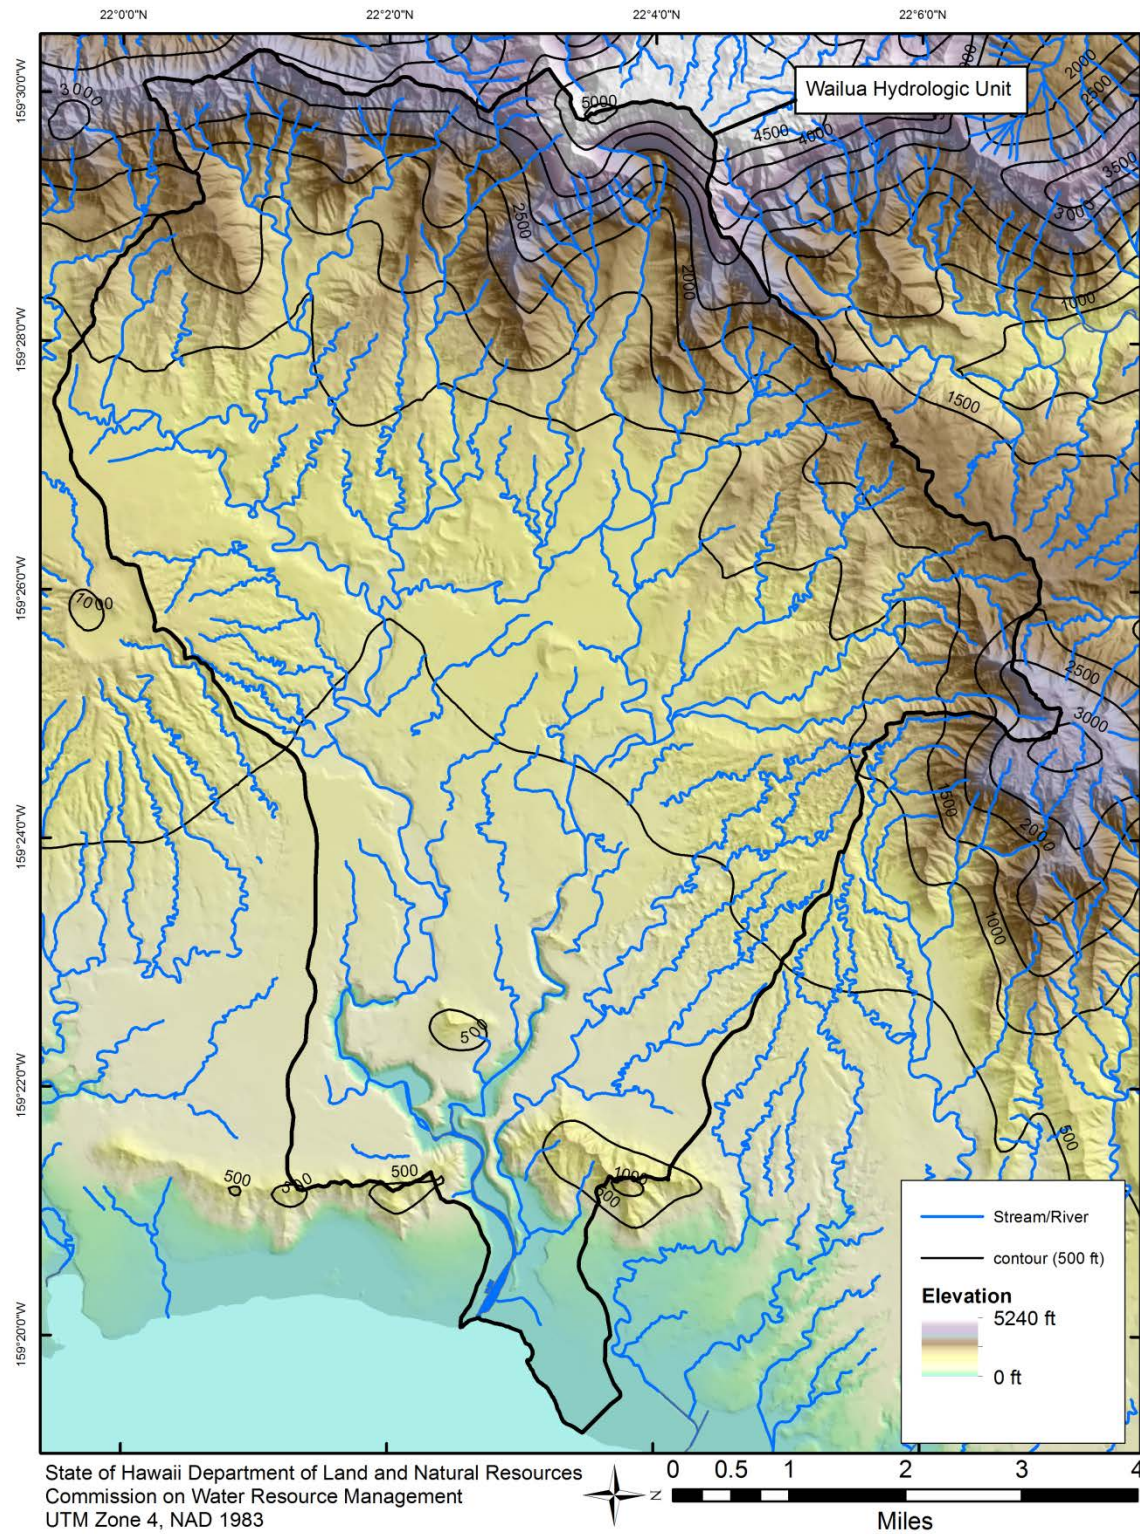 22°0'0"N
22°2'0"N
22°4'0"N
22°6'0"N
159°30'0"W
159°28'0"W
159°26'0"W
159°24'0"W
159°22'0"W
159°20'0"W
Wailua Hydrologic Unit
3000
5000
4500
4000
2000
2500
3500
3000
2500
2000
1000
1500
1000
2500
3000
1500
2000
1000
500
500
500
500
1000
500
Stream/River
contour (500 ft)
Elevation
5240 ft
0 ft
State of Hawaii Department of Land and Natural Resources
Commission on Water Resource Management
UTM Zone 4, NAD 1983
N
0 0.5 1 2 3 4
Miles